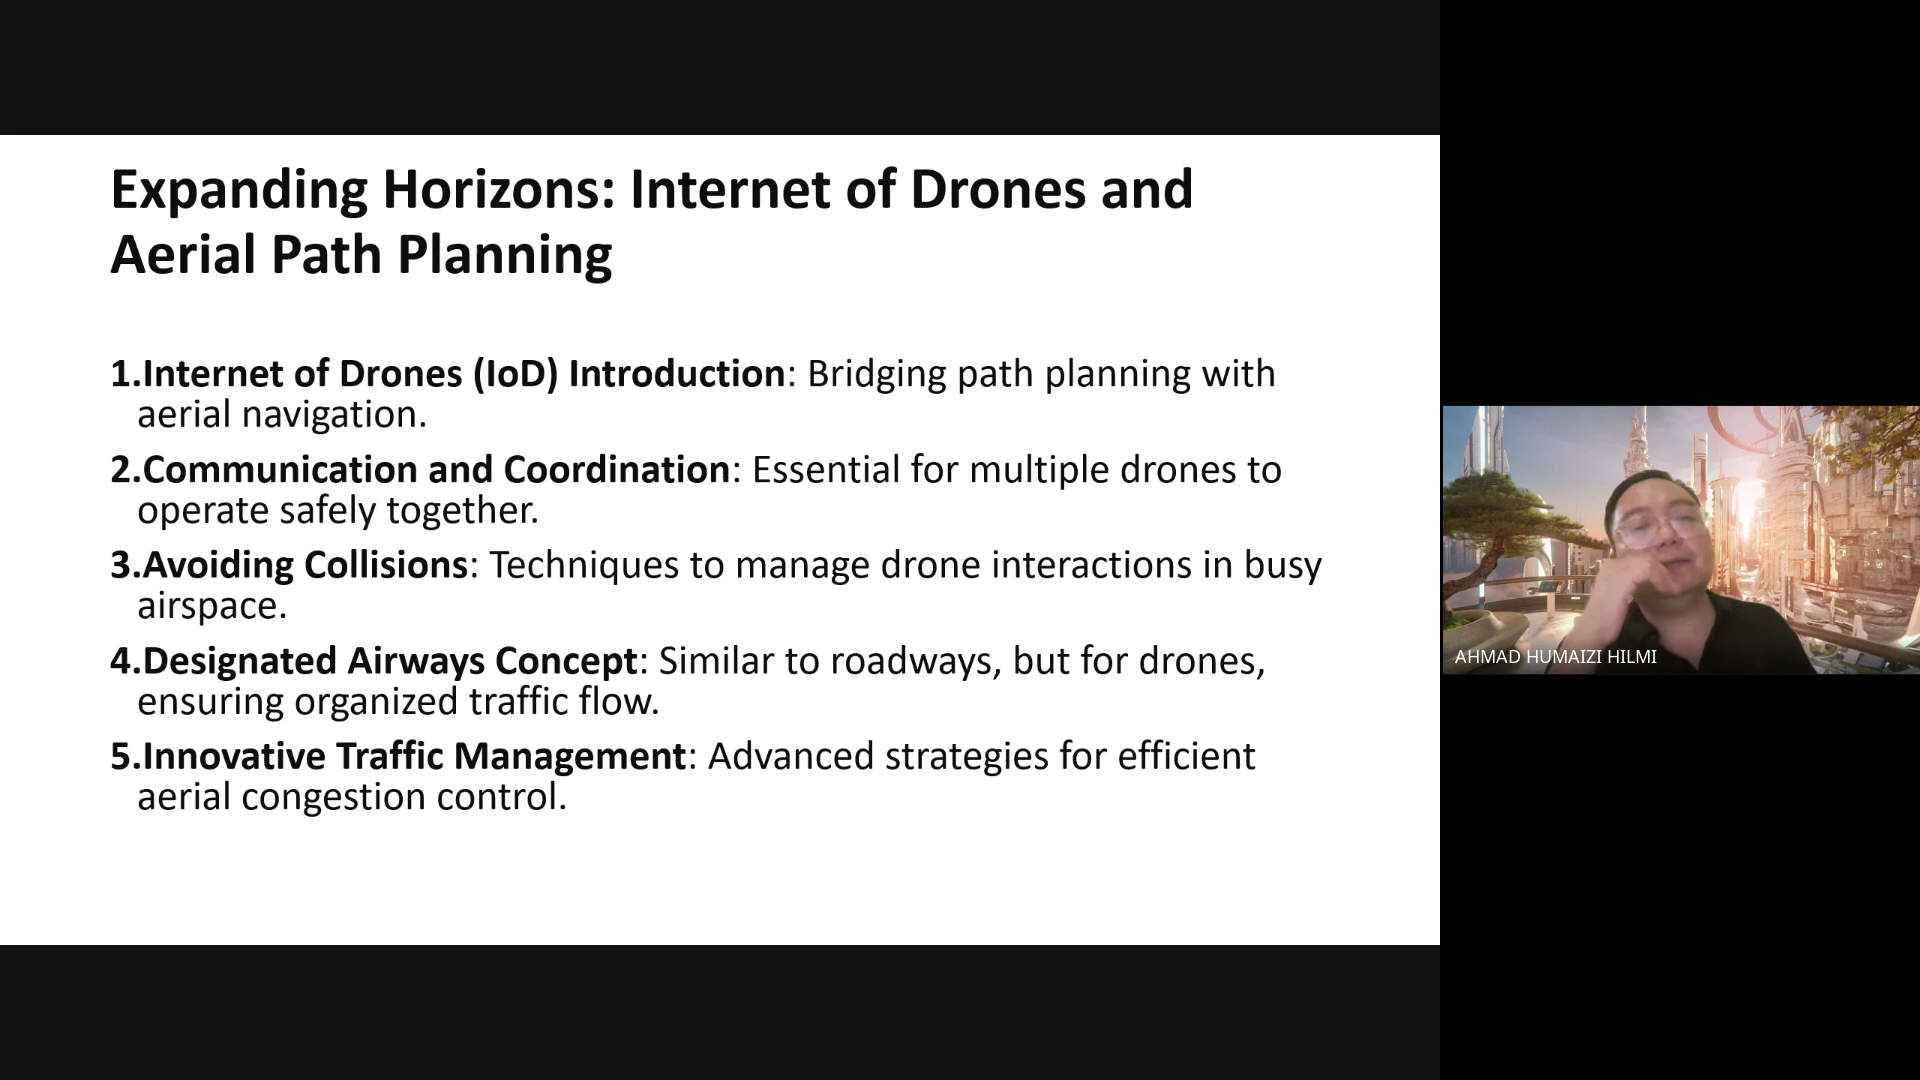 Expanding Horizons: Internet of Drones and
Aerial Path Planning
1.Internet of Drones (IoD) Introduction: Bridging path planning with
aerial navigation.
2.Communication and Coordination: Essential for multiple drones to
operate safely together.
3.Avoiding Collisions: Techniques to manage drone interactions in busy
airspace.
4.Designated Airways Concept: Similar to roadways, but for drones,
ensuring organized traffic flow.
5.Innovative Traffic Management: Advanced strategies for efficient
aerial congestion control.
AHMAD HUMAIZI HILMI